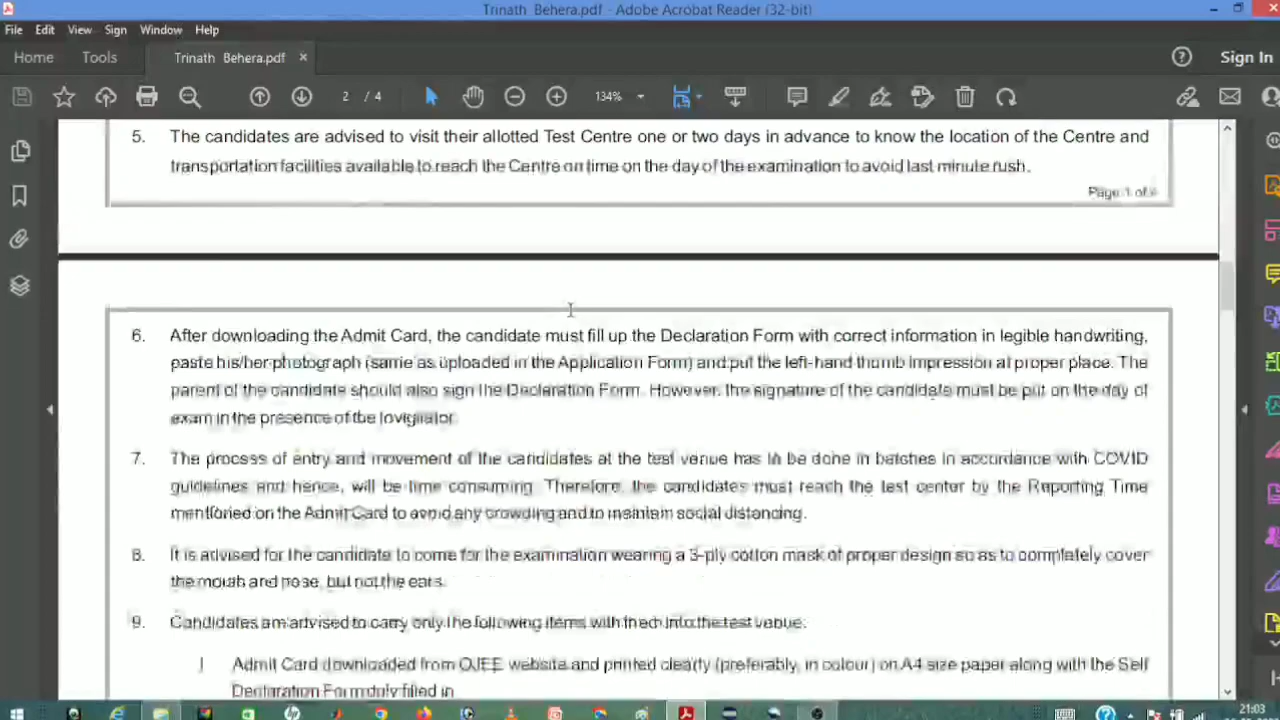 Trinath Behera.pdf - Adobe Acrobat Reader (32-bit)
File Edit View Sign Window Help
Home Tools Trinath Behera.pdf × Sign In
2 / 4 134%
5. The candidates are advised to visit their allotted Test Centre one or two days in advance to know the location of the Centre and
transportation facilities available to reach the Centre on time on the day of the examination to avoid last minute rush.
Page 1 of
6. After downloading the Admit Card, the candidate must fill up the Declaration Form with correct information in legible handwriting,
paste his/her photograph (same as uploaded in the Application Form) and put the left-hand thumb impression at proper place. The
parent of the candidate should also sign the Declaration Form. However, the signature of the candidate must be put on the day of
exam in the presence of the Invigilator.
7. The process of entry and movement of the candidates at the test venue has to be done in batches in accordance with COVID
guidelines and hence, will be time consuming. Therefore, the candidates must reach the test center by the Reporting Time
mentioned on the Admit Card to avoid any crowding and to maintain social distancing.
8. It is advised for the candidate to come for the examination wearing a 3-ply cotton mask of proper design so as to completely cover
the mouth and nose, but not the ears.
9. Candidates are advised to carry only the following items with them into the test venue.
Admit Card downloaded from OJEE website and printed clearly (preferably, in colour) on A4 size paper along with the Self
Declaration Form duly filled in
21:03